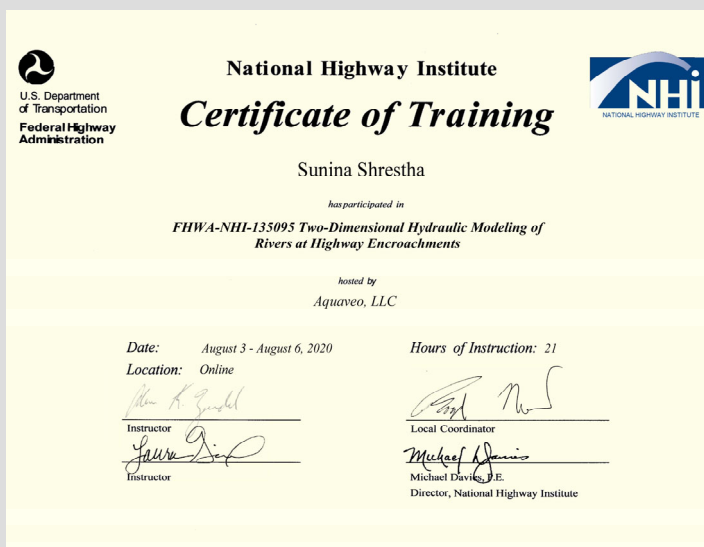 U.S. Department
of Transportation
Federal Highway
Administration
National Highway Institute
Certificate of Training
NHi
NATIONAL HIGHWAY INSTITUTE
Sunina Shrestha
has participated in
FHWA-NHI-135095 Two-Dimensional Hydraulic Modeling of
Rivers at Highway Encroachments
hosted by
Aquaveo, LLC
Date: August 3 - August 6, 2020
Hours of Instruction: 21
Location: Online
Instructor
Local Coordinator
Laura
Michael Davies
Instructor
Michael Davies, P.E.
Director, National Highway Institute